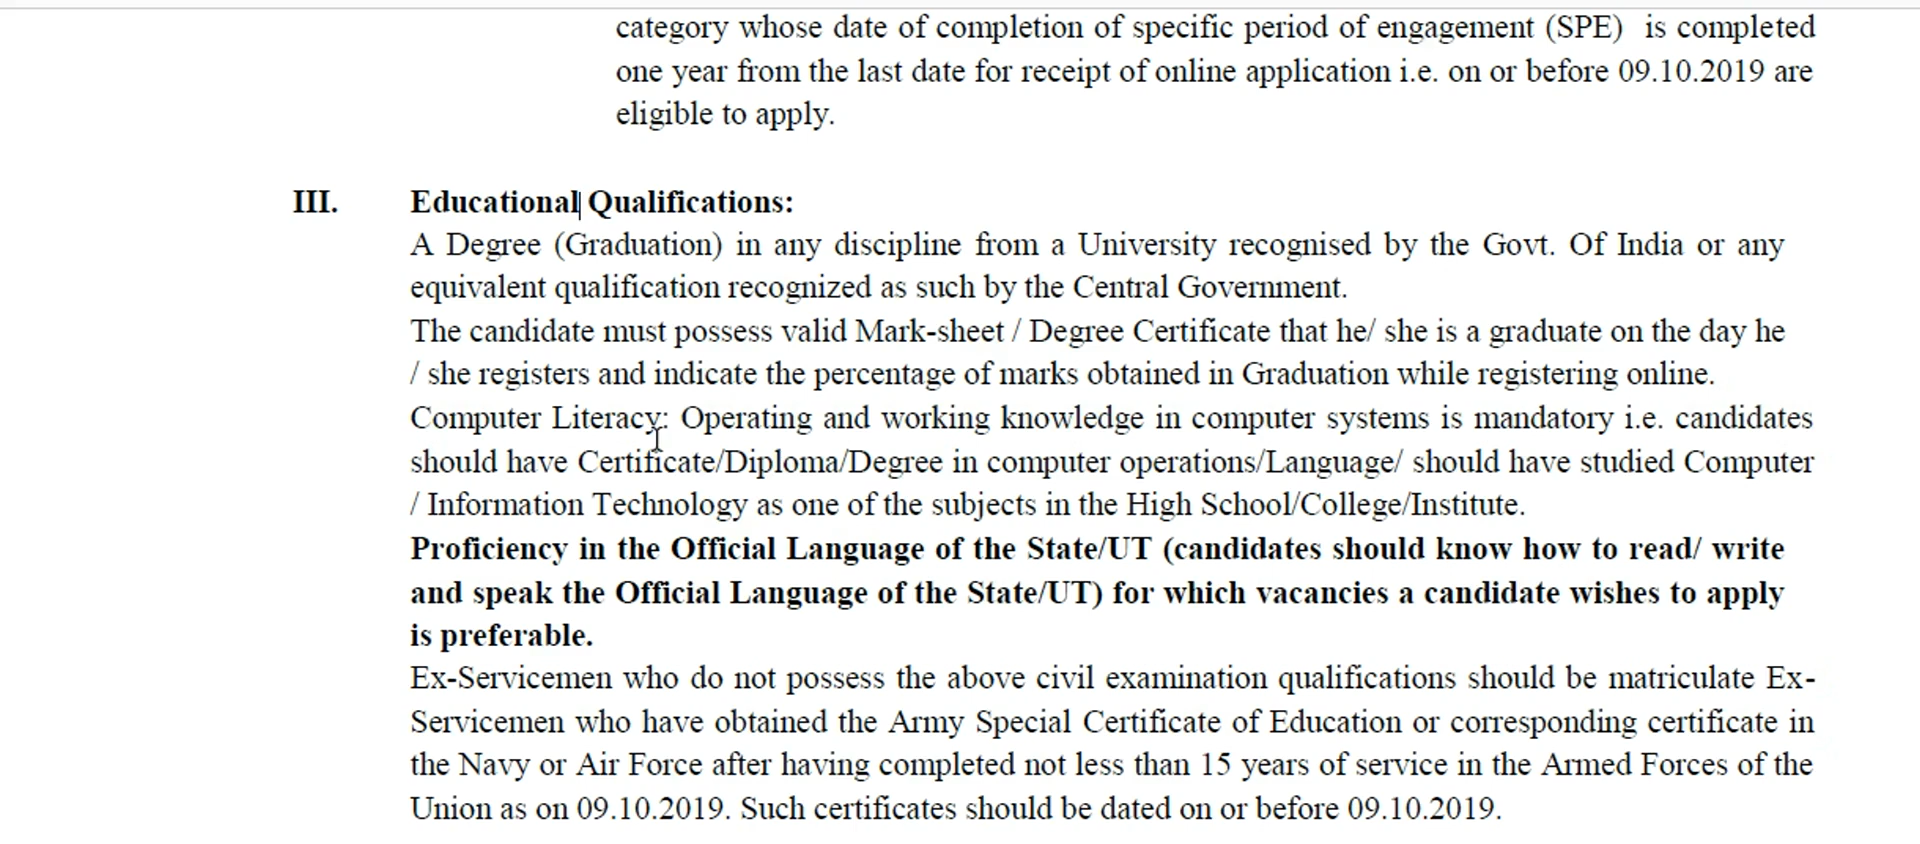 category whose date of completion of specific period of engagement (SPE) is completed
one year from the last date for receipt of online application i.e. on or before 09.10.2019 are
eligible to apply.
III. Educational Qualifications:
A Degree (Graduation) in any discipline from a University recognised by the Govt. Of India or any
equivalent qualification recognized as such by the Central Government.
The candidate must possess valid Mark-sheet / Degree Certificate that he/ she is a graduate on the day he
/ she registers and indicate the percentage of marks obtained in Graduation while registering online.
Computer Literacy: Operating and working knowledge in computer systems is mandatory i.e. candidates
should have Certificate/Diploma/Degree in computer operations/Language/ should have studied Computer
/ Information Technology as one of the subjects in the High School/College/Institute.
Proficiency in the Official Language of the State/UT (candidates should know how to read/ write
and speak the Official Language of the State/UT) for which vacancies a candidate wishes to apply
is preferable.
Ex-Servicemen who do not possess the above civil examination qualifications should be matriculate Ex-
Servicemen who have obtained the Army Special Certificate of Education or corresponding certificate in
the Navy or Air Force after having completed not less than 15 years of service in the Armed Forces of the
Union as on 09.10.2019. Such certificates should be dated on or before 09.10.2019.